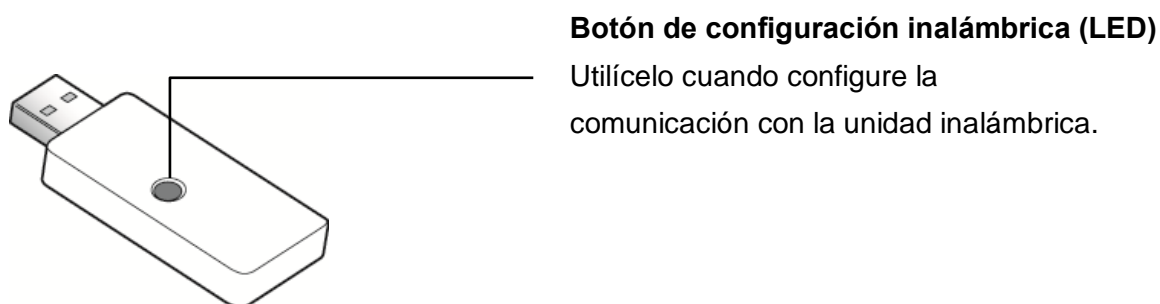 Botón de configuración inalámbrica (LED)
Utilícelo cuando configure la
comunicación con la unidad inalámbrica.